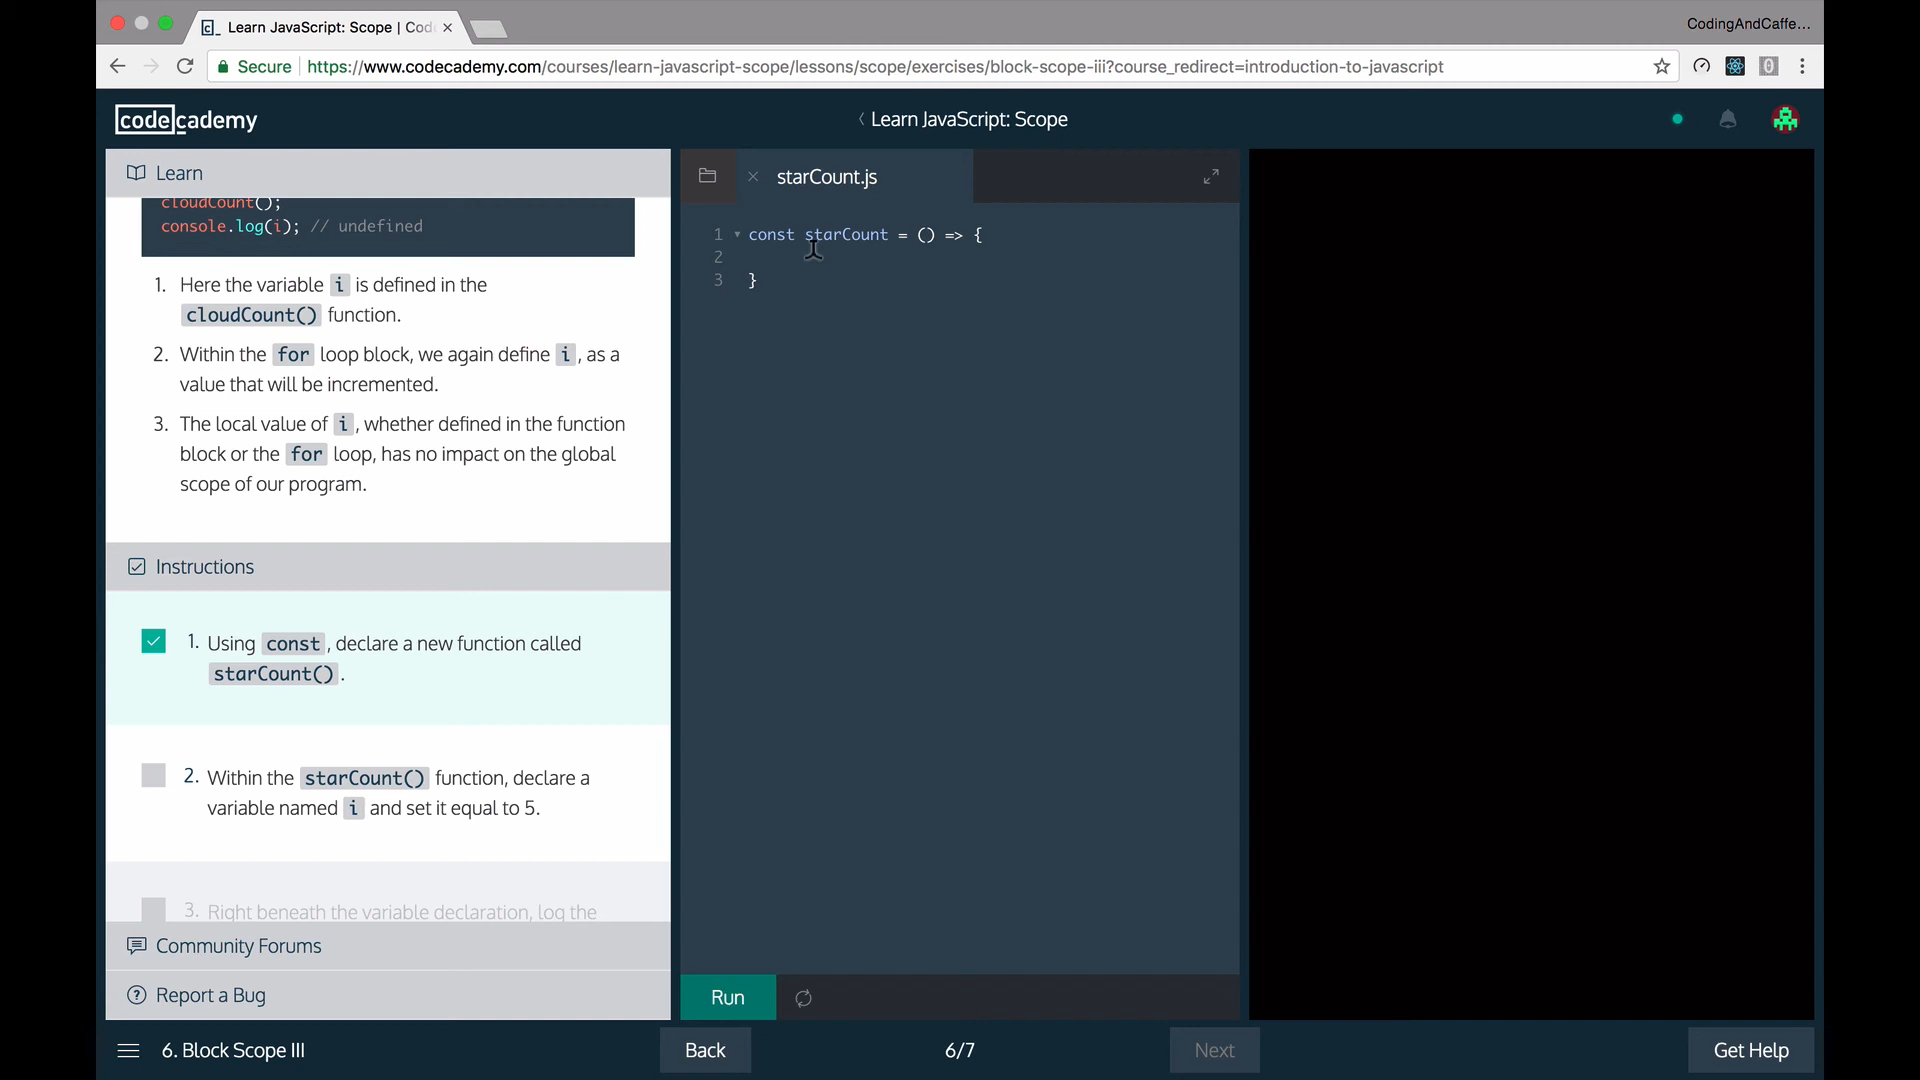 Learn JavaScript: Scope | Cod
CodingAndCaffe...
Secure https://www.codecademy.com/courses/learn-javascript-scope/lessons/scope/exercises/block-scope-iii?course_redirect=introduction-to-javascript
codecademy
Learn JavaScript: Scope
Learn
cloudCount();
console.log(i); // undefined
1. Here the variable i is defined in the
cloudCount() function.
2. Within the for loop block, we again define i, as a
value that will be incremented.
3. The local value of i, whether defined in the function
block or the for loop, has no impact on the global
scope of our program.
Instructions
1. Using const, declare a new function called
starCount().
2. Within the starCount() function, declare a
variable named i and set it equal to 5.
3. Right beneath the variable declaration, log the
Community Forums
Report a Bug
starCount.js
1 const starCount = () => {
2
3 }
Run
6. Block Scope III
Back
6/7
Next
Get Help